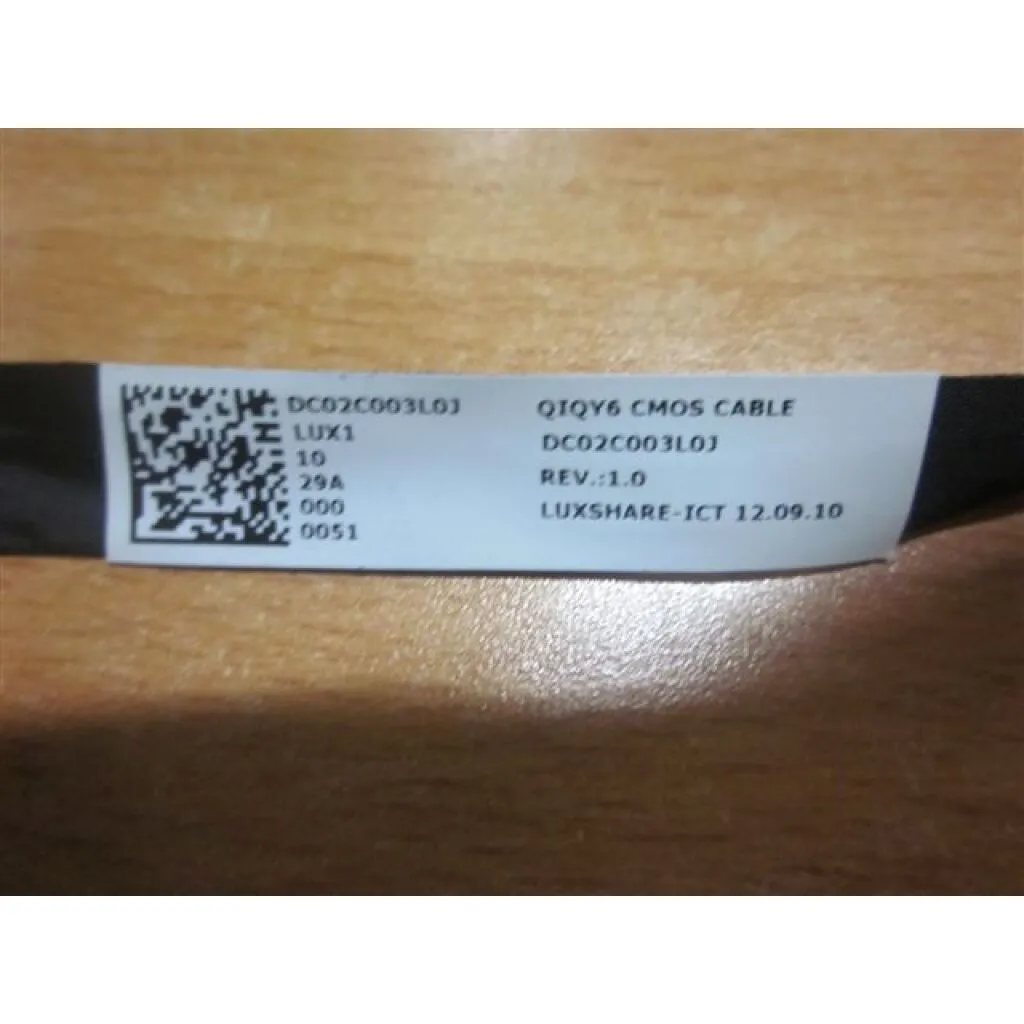 DC02C003L0J
LUX1
10
29A
000
0051
QIQY6 CMOS CABLE
DC02C003L0J
REV.:1.0
LUXSHARE-ICT 12.09.10